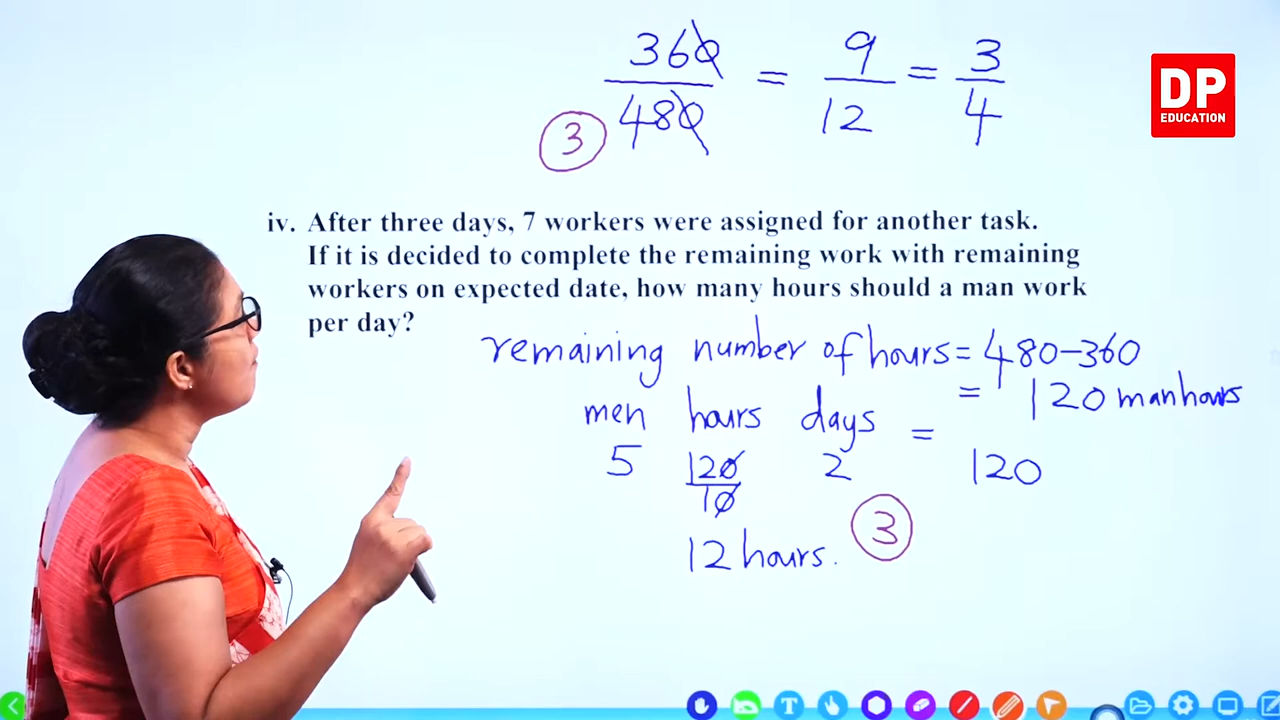 360/480 = 9/12 = 3/4
3
DP
EDUCATION
iv. After three days, 7 workers were assigned for another task.
If it is decided to complete the remaining work with remaining
workers on expected date, how many hours should a man work
per day?
remaining number of hours = 480-360
= 120 manhours
men hours days =
5 120/10 2 120
12 hours.
3
T